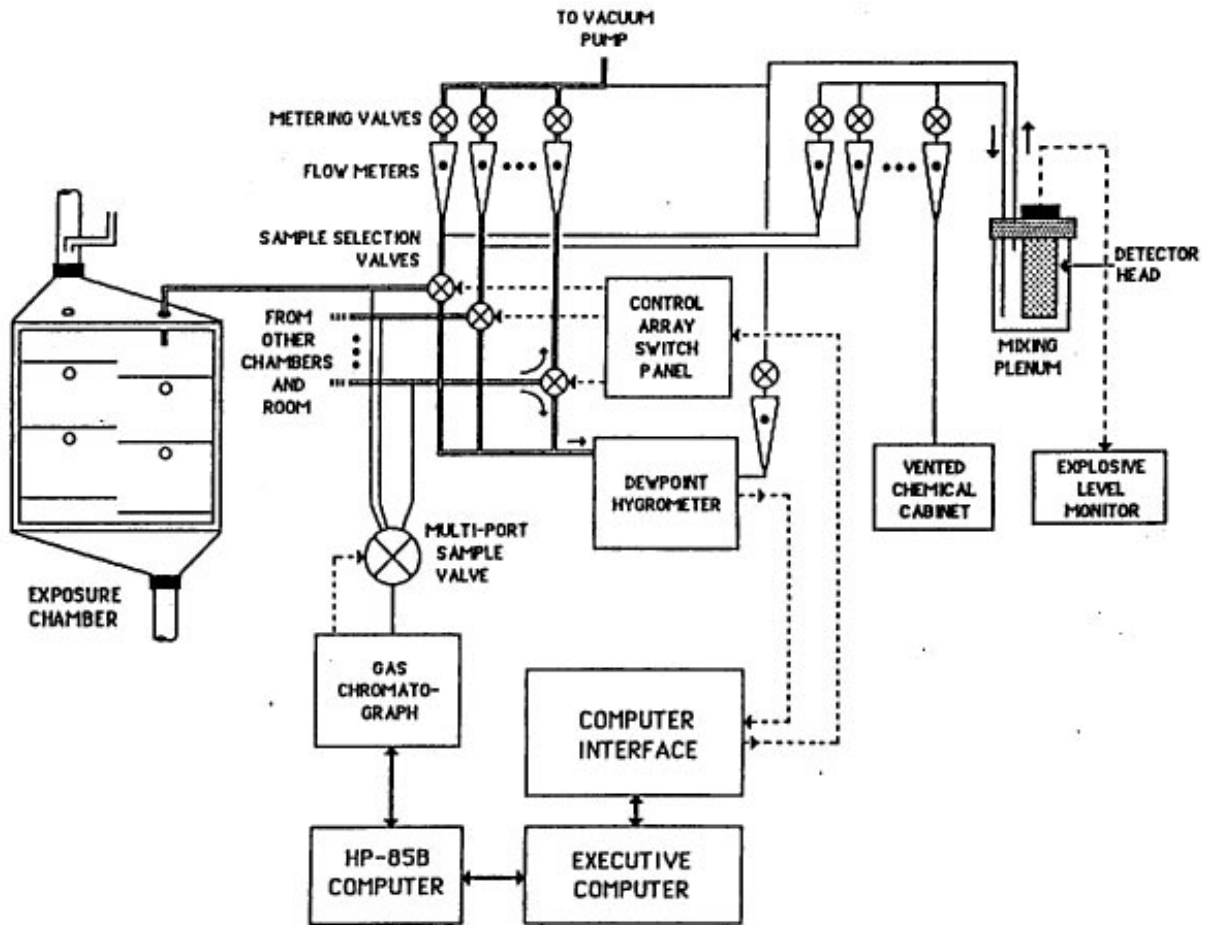 TO VACUUM
PUMP
METERING VALVES
FLOW METERS
SAMPLE SELECTION
VALVES
DETECTOR
HEAD
MIXING
PLENUM
FROM
OTHER
CHAMBERS
AND
ROOM
CONTROL
ARRAY
SWITCH
PANEL
DEWPOINT
HYGROMETER
VENTED
CHEMICAL
CABINET
EXPLOSIVE
LEVEL
MONITOR
MULTI-PORT
SAMPLE
VALVE
EXPOSURE
CHAMBER
GAS
CHROMATO-
GRAPH
COMPUTER
INTERFACE
HP-85B
COMPUTER
EXECUTIVE
COMPUTER